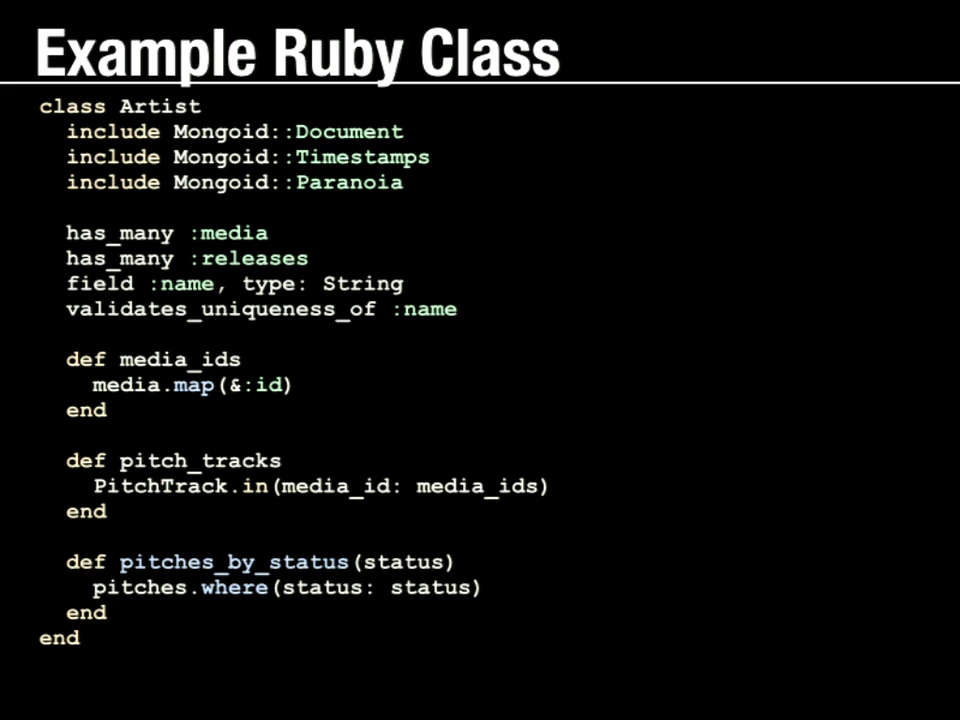 Example Ruby Class
class Artist
  include Mongoid::Document
  include Mongoid::Timestamps
  include Mongoid::Paranoia

  has_many :media
  has_many :releases
  field :name, type: String
  validates_uniqueness_of :name

  def media_ids
    media.map(&:id)
  end

  def pitch_tracks
    PitchTrack.in(media_id: media_ids)
  end

  def pitches_by_status(status)
    pitches.where(status: status)
  end
end